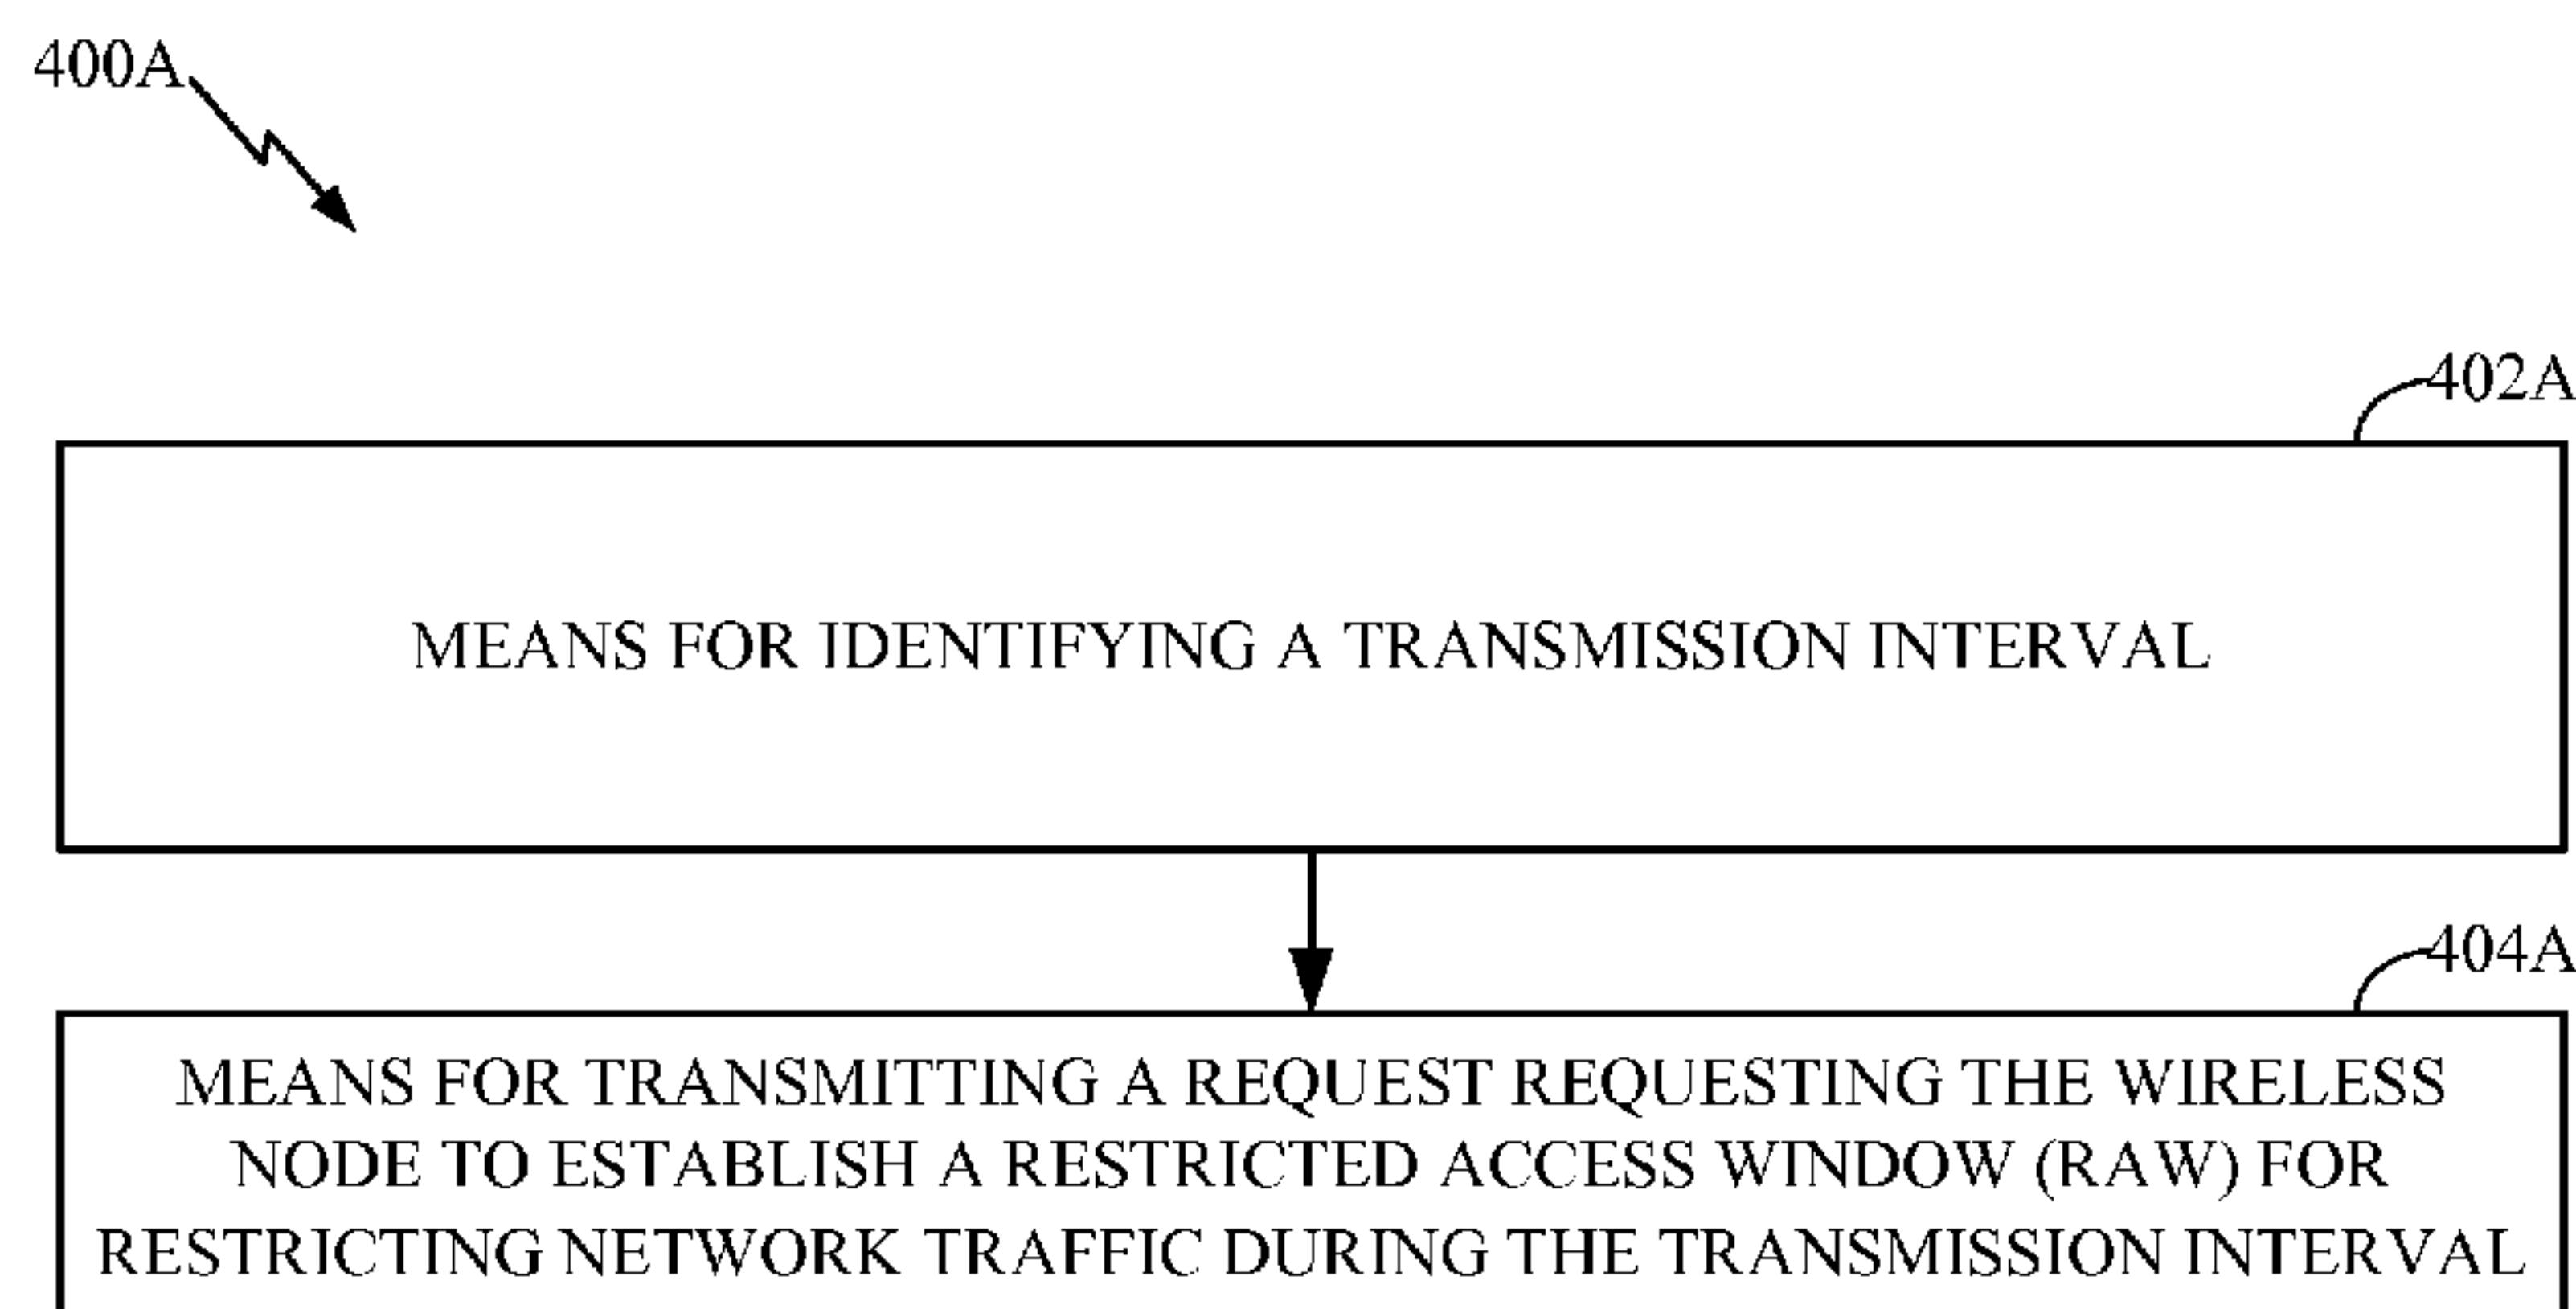 400A
402A
MEANS FOR IDENTIFYING A TRANSMISSION INTERVAL
404A
MEANS FOR TRANSMITTING A REQUEST REQUESTING THE WIRELESS
NODE TO ESTABLISH A RESTRICTED ACCESS WINDOW (RAW) FOR
RESTRICTING NETWORK TRAFFIC DURING THE TRANSMISSION INTERVAL